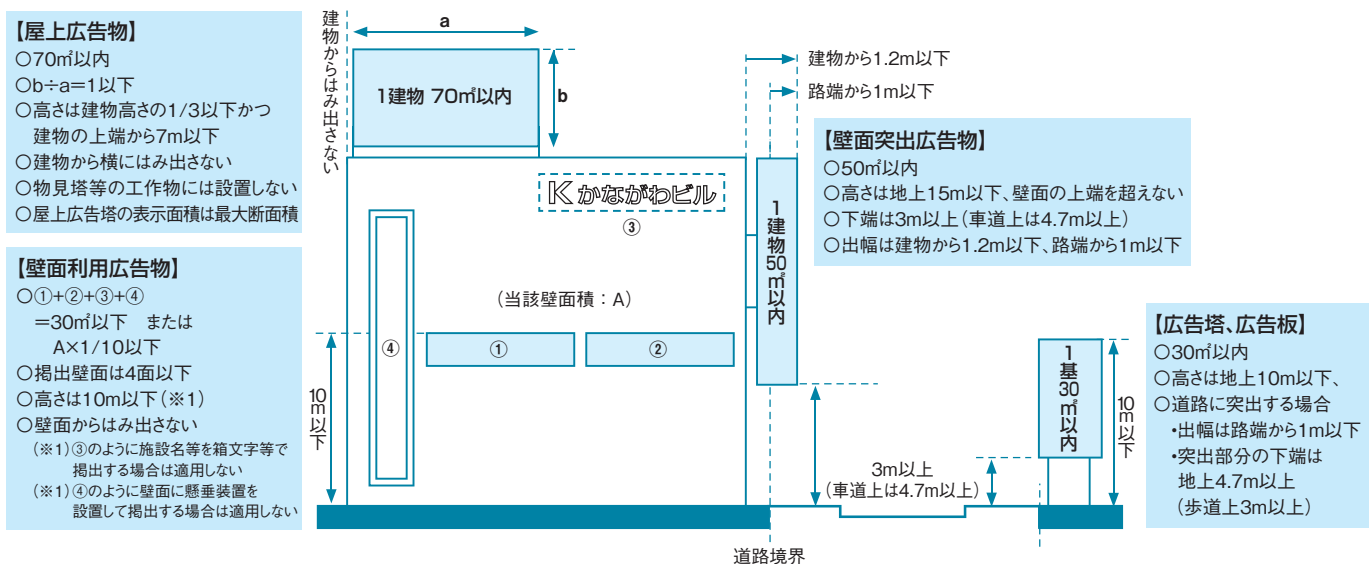 【屋上広告物】
○70㎡以内
○b÷a=1以下
○高さは建物高さの1/3以下かつ
建物の上端から7m以下
○建物から横にはみ出さない
○物見塔等の工作物には設置しない
○屋上広告塔の表示面積は最大断面積
【壁面利用広告物】
○①+②+③+④
=30㎡以下 または
A×1/10以下
○掲出壁面は4面以下
○高さは10m以下(※1)
○壁面からはみ出さない
(※1)③のように施設名等を箱文字等で
掲出する場合は適用しない
(※1)④のように壁面に懸垂装置を
設置して掲出する場合は適用しない
建物からはみ出さない
a
1建物 70㎡以内
b
K かながわビル
③
(当該壁面積:A)
④
①
②
10m以下
建物から1.2m以下
路端から1m以下
1建物50㎡以内
【壁面突出広告物】
○50㎡以内
○高さは地上15m以下、壁面の上端を超えない
○下端は3m以上(車道上は4.7m以上)
○出幅は建物から1.2m以下、路端から1m以下
3m以上
(車道上は4.7m以上)
道路境界
1基30㎡以内
10m以下
【広告塔、広告板】
○30㎡以内
○高さは地上10m以下、
○道路に突出する場合
・出幅は路端から1m以下
・突出部分の下端は
地上4.7m以上
(歩道上3m以上)